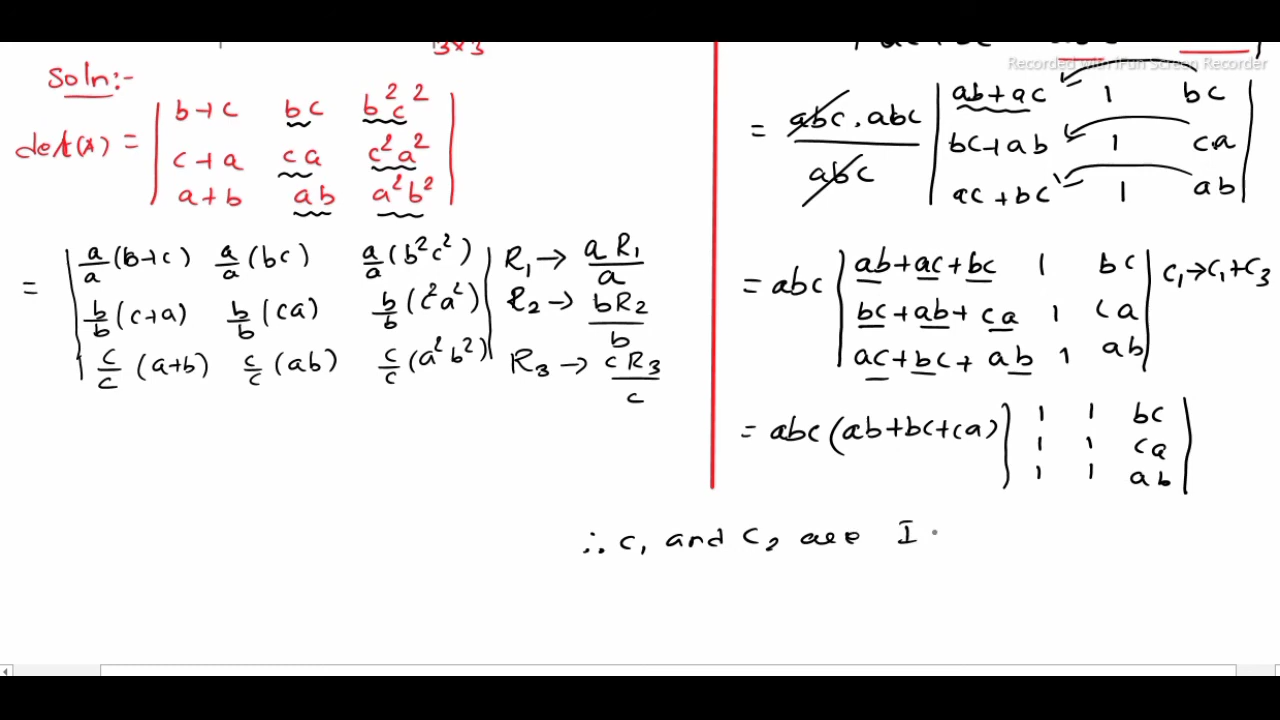 3×3
Soln:-
det(A) = | b+c bc b²c² |
| c+a ca c²a² |
| a+b ab a²b² |
= | a/a (b+c) a/a (bc) a/a (b²c²) | R₁ → aR₁/a
| b/b (c+a) b/b (ca) b/b (c²a²) | R₂ → bR₂/b
| c/c (a+b) c/c (ab) c/c (a²b²) | R₃ → cR₃/c
Recorded with iFun Screen Recorder
= abc.abc/abc | ab+ac 1 bc |
| bc+ab 1 ca |
| ac+bc 1 ab |
= abc | ab+ac+bc 1 bc | C₁→C₁+C₃
| bc+ab+ca 1 ca |
| ac+bc+ab 1 ab |
= abc (ab+bc+ca) | 1 1 bc |
| 1 1 ca |
| 1 1 ab |
∴ C₁ and C₂ are I